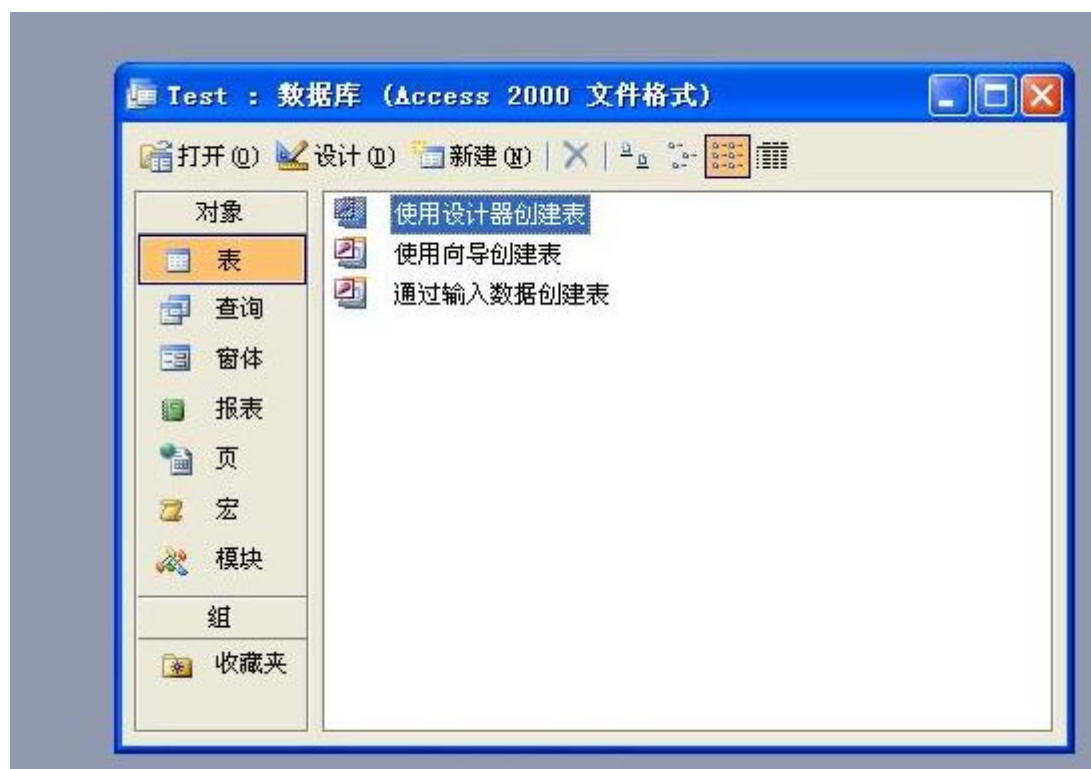 Test : 数据库 (Access 2000 文件格式)
打开(O) 设计(D) 新建(N)
对象
表
查询
窗体
报表
页
宏
模块
组
收藏夹
使用设计器创建表
使用向导创建表
通过输入数据创建表